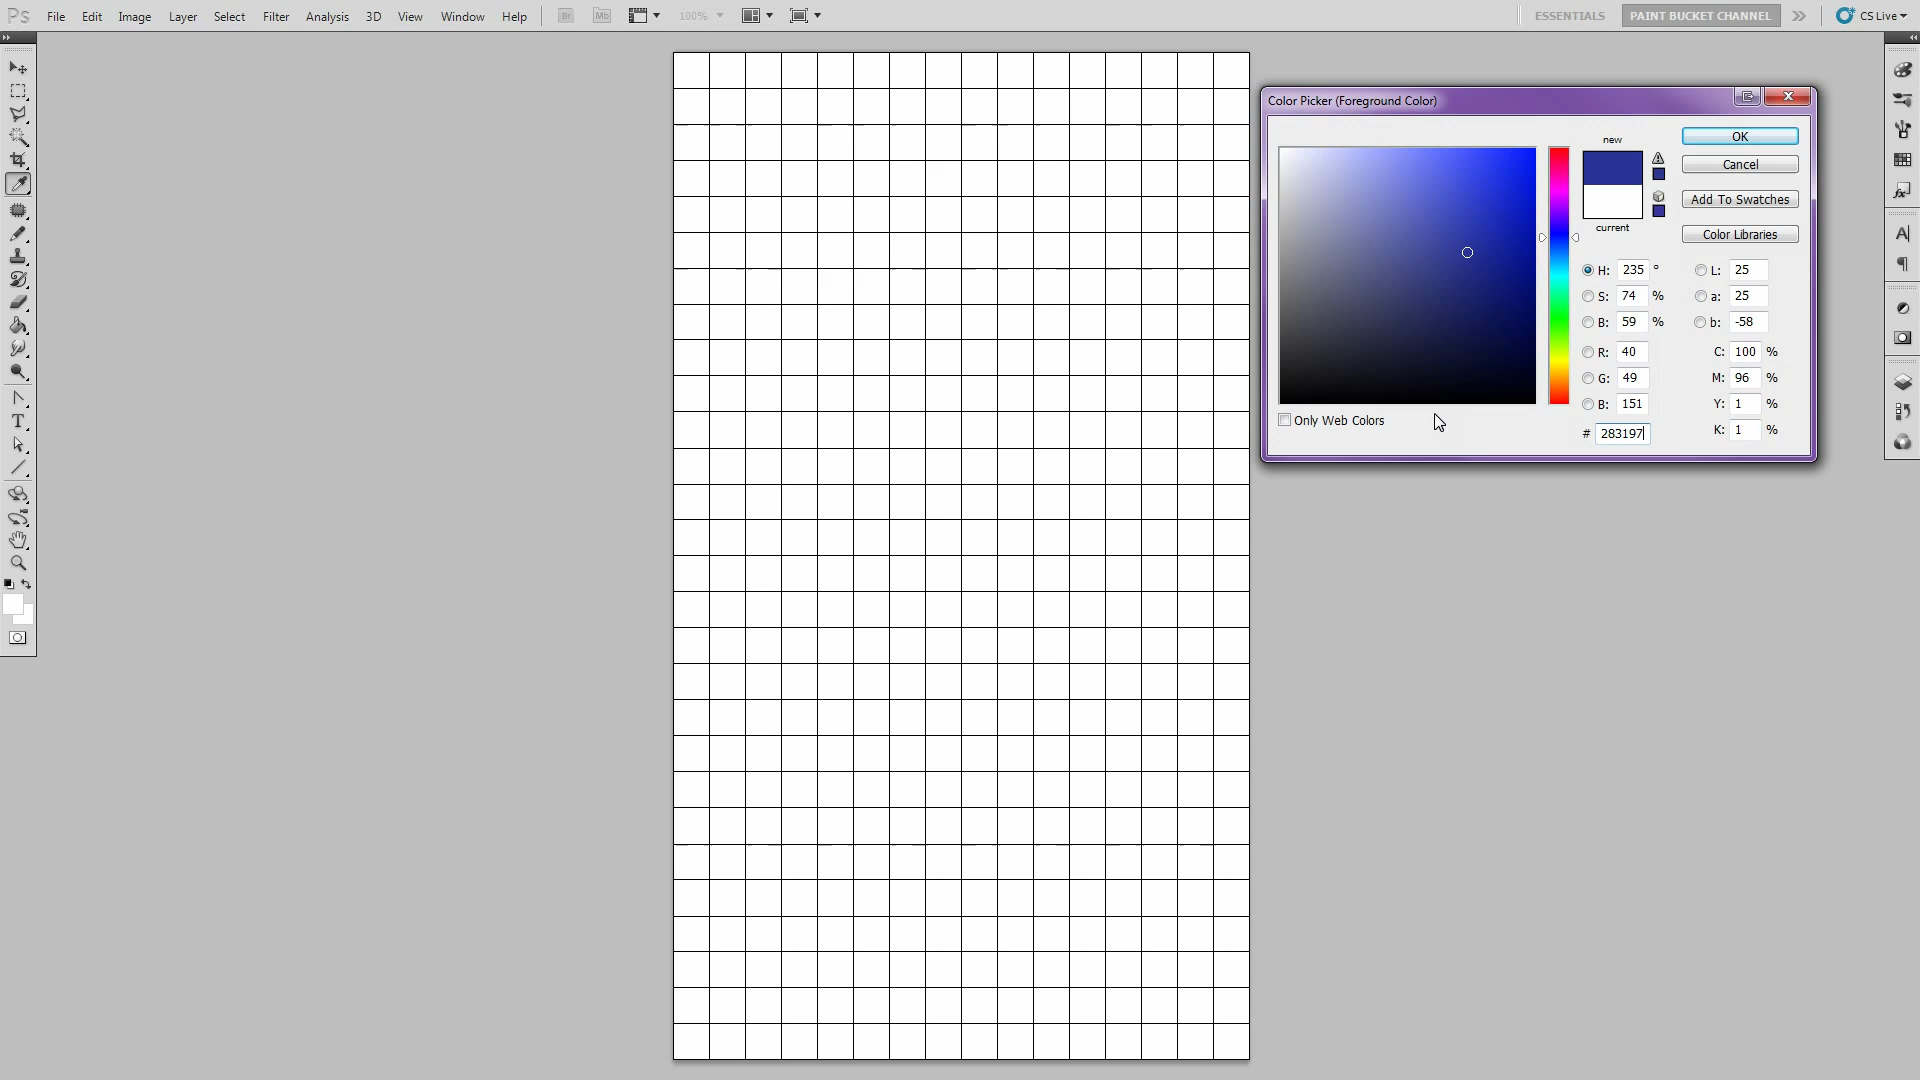 Ps File Edit Image Layer Select Filter Analysis 3D View Window Help Br Mb 100% ESSENTIALS PAINT BUCKET CHANNEL CS Live
Color Picker (Foreground Color)
new
OK
Cancel
Add To Swatches
current
Color Libraries
H: 235 ° L: 25
S: 74 % a: 25
B: 59 % b: -58
R: 40 C: 100 %
G: 49 M: 96 %
B: 151 Y: 1 %
Only Web Colors
# 283197 K: 1 %